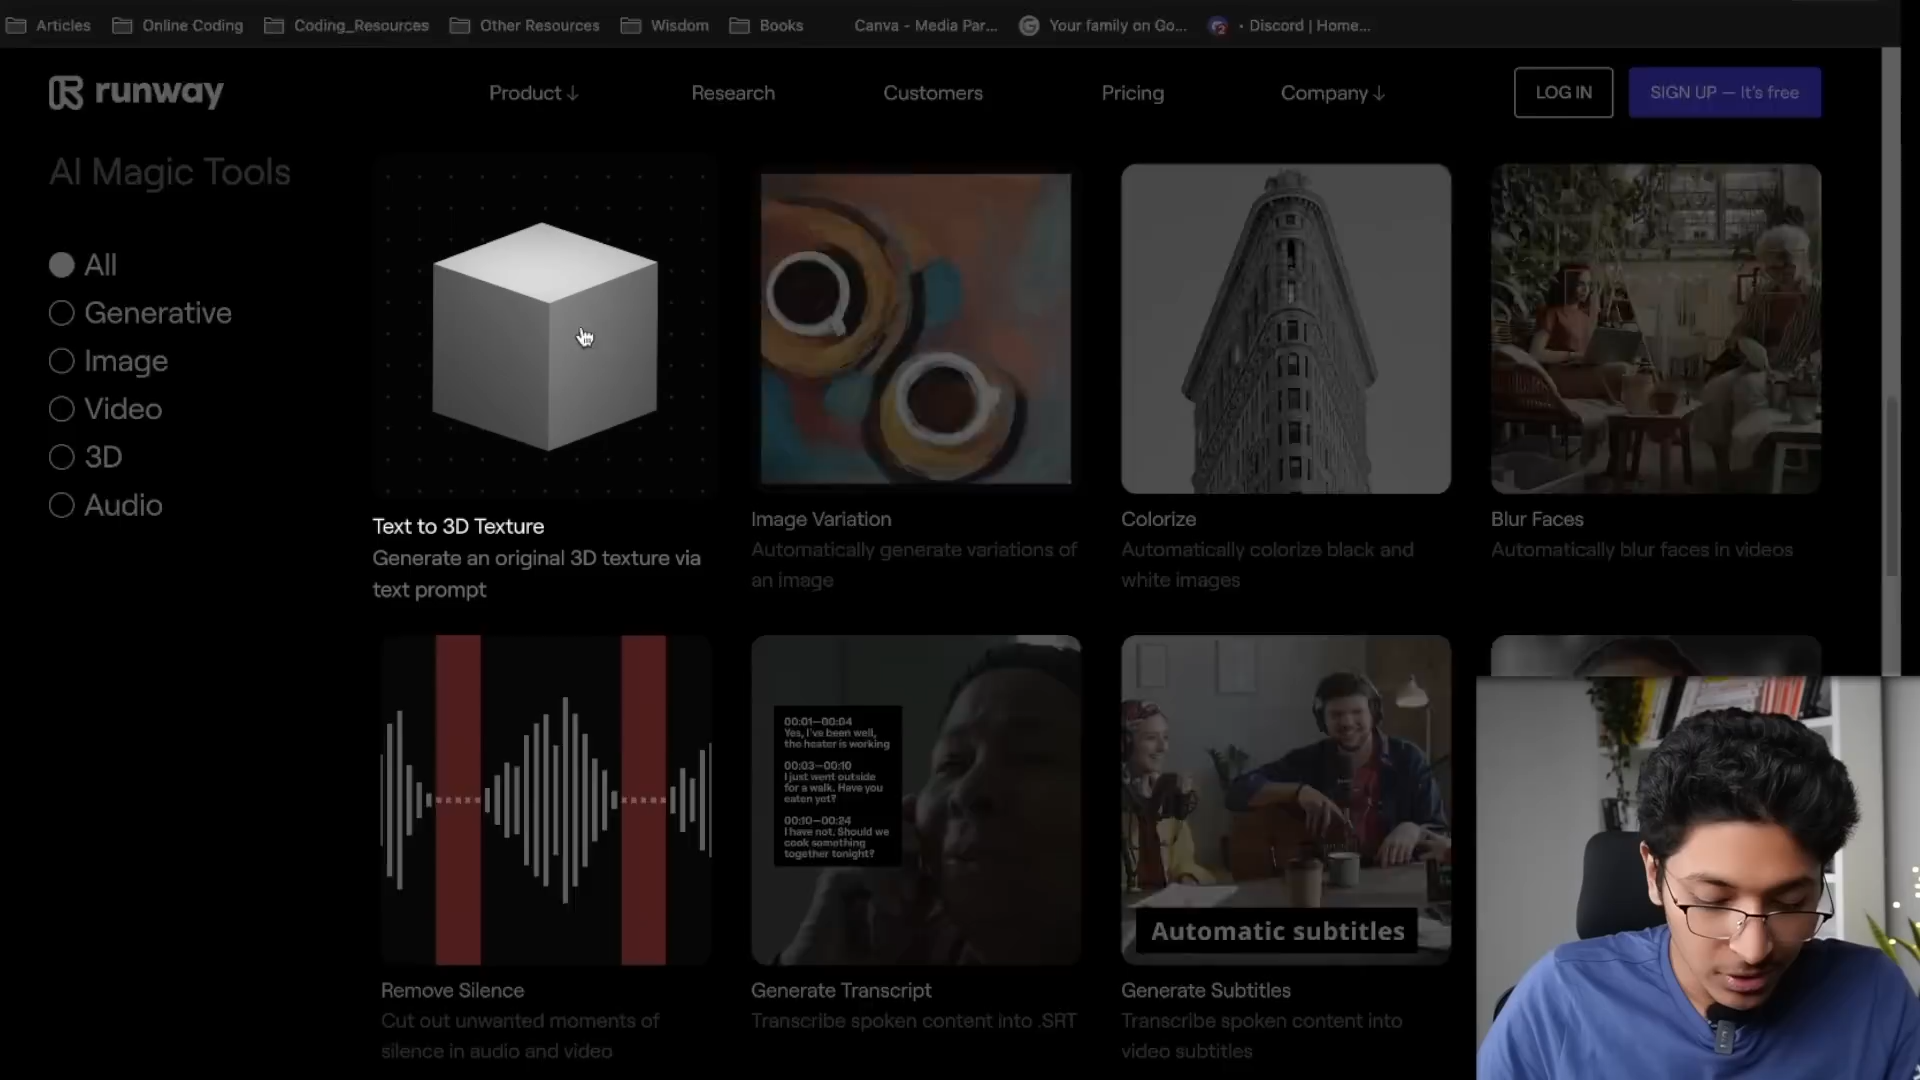 Articles
Online Coding
Coding_Resources
Other Resources
Wisdom
Books
Canva - Media Par...
Your family on Go...
• Discord | Home...
runway
Product ↓
Research
Customers
Pricing
Company ↓
LOG IN
SIGN UP — It's free
AI Magic Tools
All
Generative
Image
Video
3D
Audio
Text to 3D Texture
Generate an original 3D texture via
text prompt
Image Variation
Automatically generate variations of
an image
Colorize
Automatically colorize black and
white images
Blur Faces
Automatically blur faces in videos
00:01—00:04
Yes, I've been well,
the heater is working
00:03—00:10
I just went outside
for a walk. Have you
eaten yet?
00:10—00:24
I have not. Should we
cook something
together tonight?
Automatic subtitles
Remove Silence
Cut out unwanted moments of
silence in audio and video
Generate Transcript
Transcribe spoken content into .SRT
Generate Subtitles
Transcribe spoken content into
video subtitles